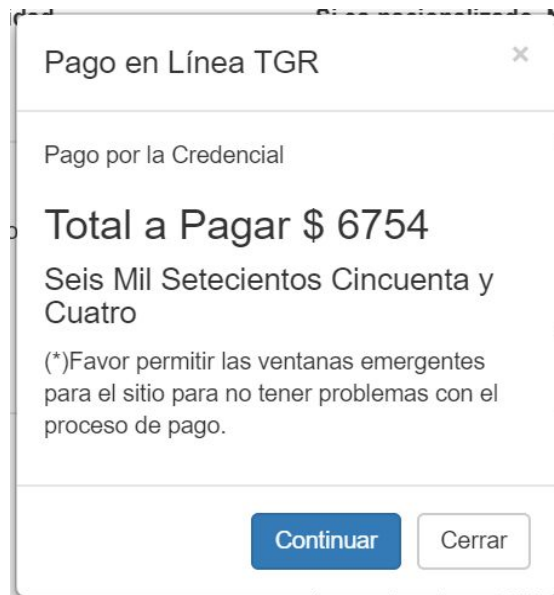 Pago en Línea TGR
×
Pago por la Credencial
Total a Pagar $ 6754
Seis Mil Setecientos Cincuenta y
Cuatro
(*)Favor permitir las ventanas emergentes
para el sitio para no tener problemas con el
proceso de pago.
Continuar
Cerrar